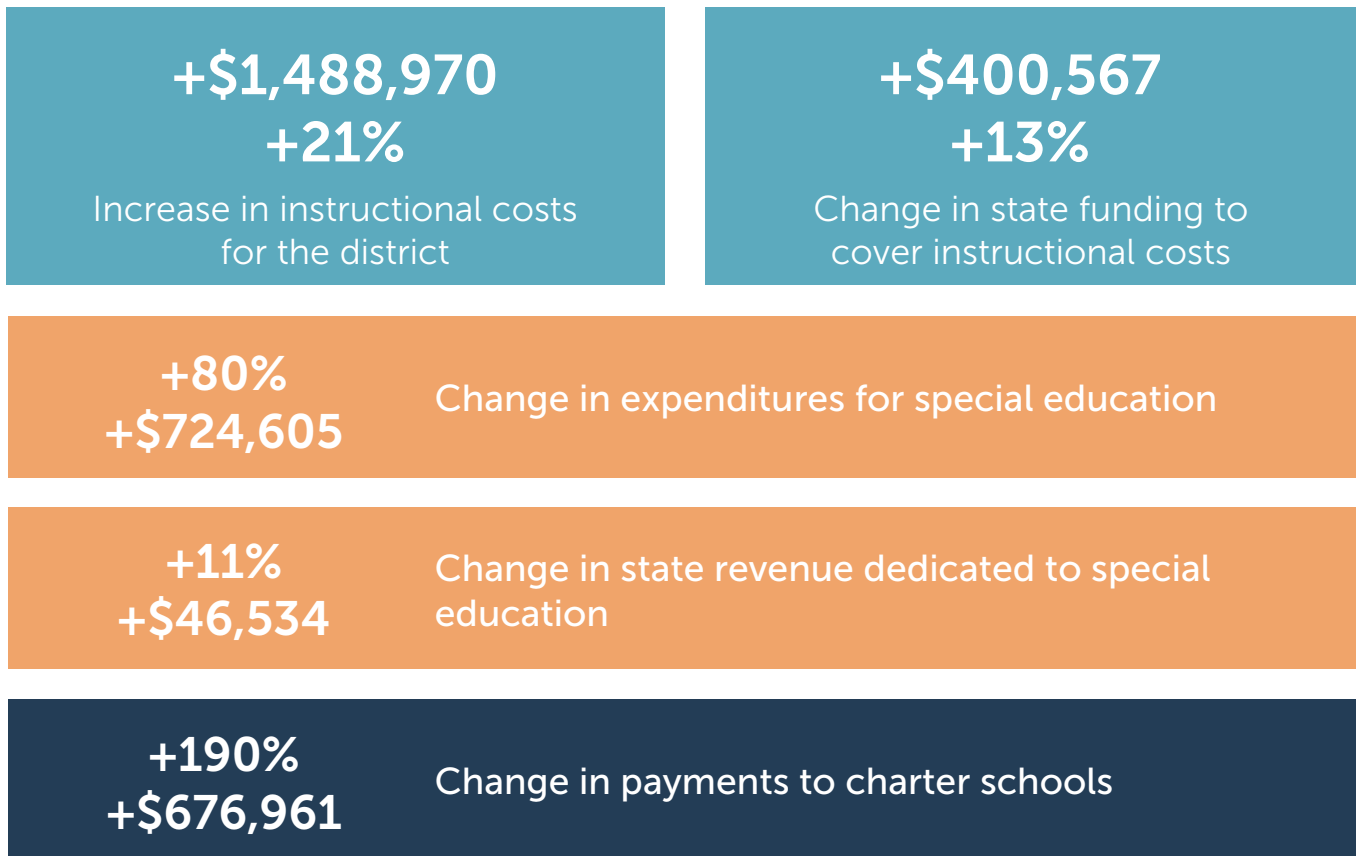 +$1,488,970
+21%
Increase in instructional costs
for the district
+$400,567
+13%
Change in state funding to
cover instructional costs
+80%
+$724,605
Change in expenditures for special education
+11%
+$46,534
Change in state revenue dedicated to special
education
+190%
+$676,961
Change in payments to charter schools